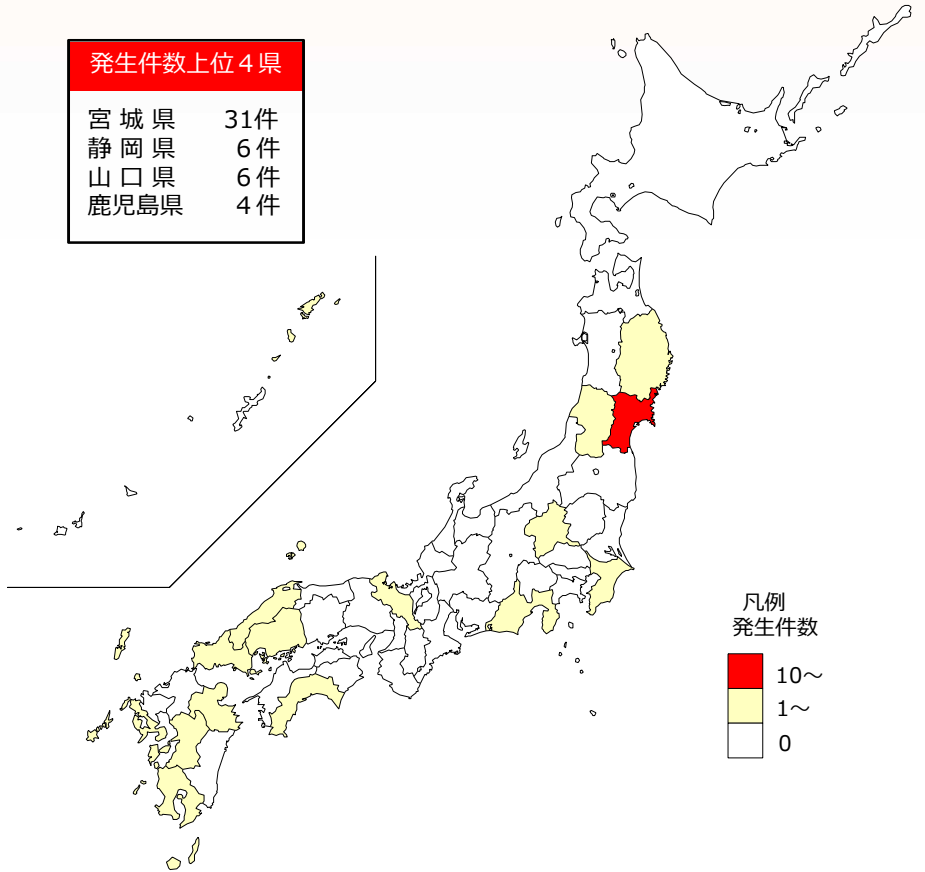 発生件数上位４県
宮 城 県 31件
静 岡 県 6件
山 口 県 6件
鹿児島県 4件
凡例
発生件数
10～
1～
0